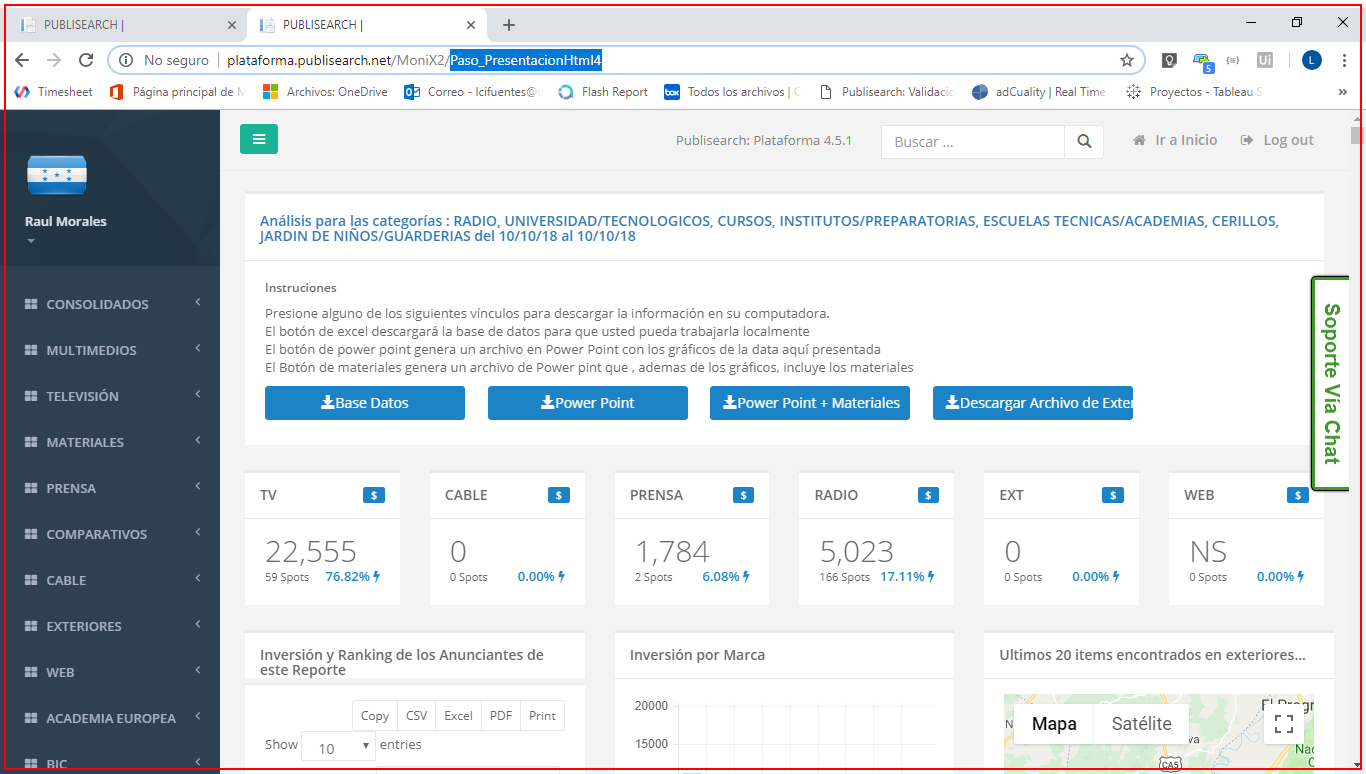 PUBLISEARCH |
PUBLISEARCH |
No seguro
plataforma.publisearch.net/MoniX2/Paso_PresentacionHtml4
5
Ui
L
Timesheet
Página principal de M
Archivos: OneDrive
Correo - lcifuentes@
box
Todos los archivos | C
Flash Report
Publisearch: Validacio
adCuality | Real Time
Proyectos - Tableau S
»
Raul Morales
CONSOLIDADOS
MULTIMEDIOS
TELEVISIÓN
MATERIALES
PRENSA
COMPARATIVOS
CABLE
EXTERIORES
WEB
ACADEMIA EUROPEA
BIC
Publisearch: Plataforma 4.5.1
Buscar ...
Ir a Inicio
Log out
Análisis para las categorías : RADIO, UNIVERSIDAD/TECNOLOGICOS, CURSOS, INSTITUTOS/PREPARATORIAS, ESCUELAS TECNICAS/ACADEMIAS, CERILLOS,
JARDIN DE NIÑOS/GUARDERIAS del 10/10/18 al 10/10/18
Instruciones
Presione alguno de los siguientes vínculos para descargar la información en su computadora.
El botón de excel descargará la base de datos para que usted pueda trabajarla localmente
El botón de power point genera un archivo en Power Point con los gráficos de la data aquí presentada
El Botón de materiales genera un archivo de Power pint que , ademas de los gráficos, incluye los materiales
Base Datos
Power Point
Power Point + Materiales
Descargar Archivo de Exter
Soporte Vía Chat
TV
$
22,555
59 Spots
76.82%
CABLE
$
0
0 Spots
0.00%
PRENSA
$
1,784
2 Spots
6.08%
RADIO
$
5,023
166 Spots
17.11%
EXT
$
0
0 Spots
0.00%
WEB
$
NS
0 Spots
0.00%
Inversión y Ranking de los Anunciantes de
este Reporte
Copy
CSV
Excel
PDF
Print
Show 10 entries
Inversión por Marca
20000
15000
Ultimos 20 items encontrados en exteriores...
Mapa
Satélite
CA5